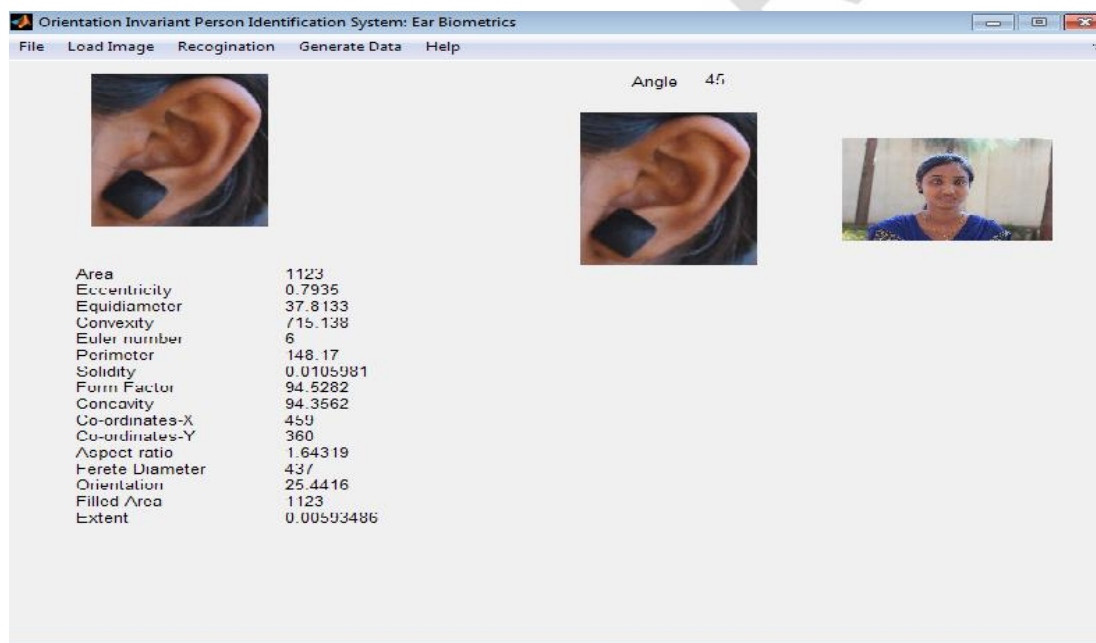 Orientation Invariant Person Identification System: Ear Biometrics
File Load Image Recogination Generate Data Help
Angle 45
Area 1123
Eccentricity 0.7935
Equidiameter 37.8133
Convexity 715.138
Euler number 6
Perimeter 148.17
Solidity 0.0105981
Form Factor 94.5282
Concavity 94.3562
Co-ordinates-X 459
Co-ordinates-Y 360
Aspect ratio 1.64319
Ferete Diameter 437
Orientation 25.4416
Filled Area 1123
Extent 0.00593486